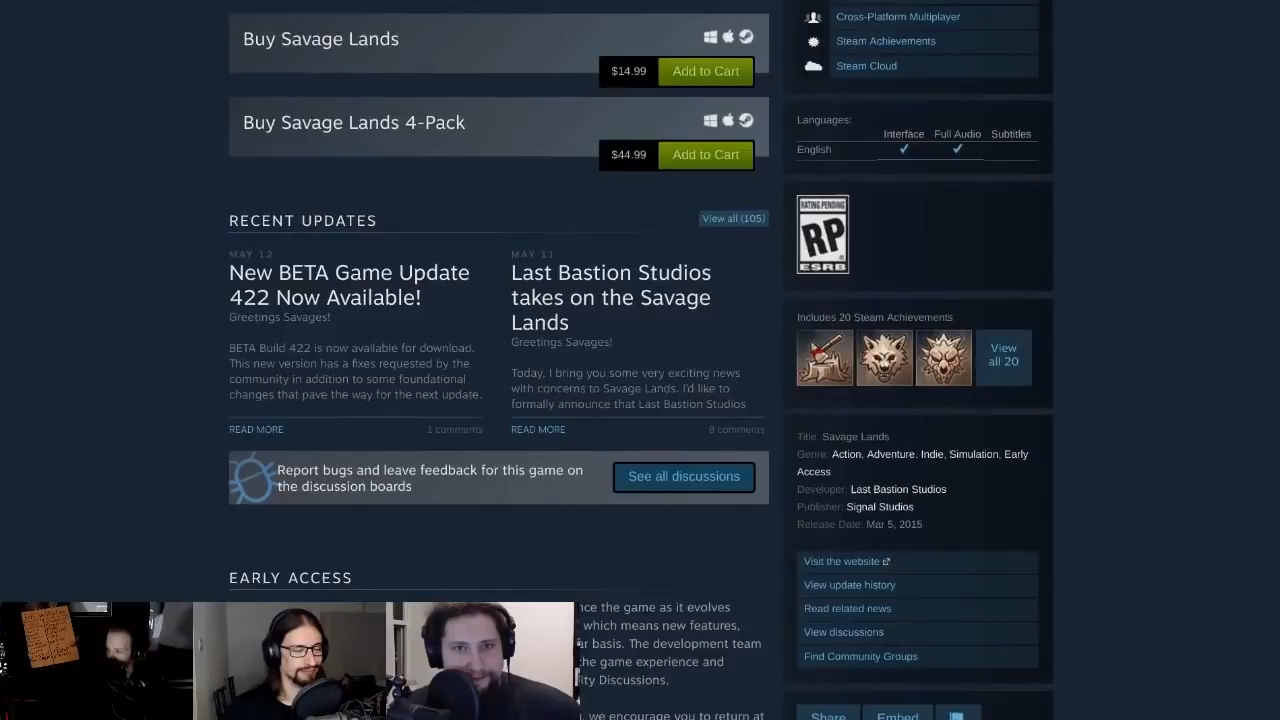 Buy Savage Lands
$14.99 Add to Cart
Buy Savage Lands 4-Pack
$44.99 Add to Cart
RECENT UPDATES View all (105)
MAY 12
New BETA Game Update
422 Now Available!
Greetings Savages!
BETA Build 422 is now available for download.
This new version has a fixes requested by the
community in addition to some foundational
changes that pave the way for the next update.
READ MORE 1 comments
MAY 11
Last Bastion Studios
takes on the Savage
Lands
Greetings Savages!
Today, I bring you some very exciting news
with concerns to Savage Lands. I'd like to
formally announce that Last Bastion Studios
READ MORE 8 comments
Report bugs and leave feedback for this game on
the discussion boards
See all discussions
EARLY ACCESS
nce the game as it evolves
which means new features,
ar basis. The development team
the game experience and
ity Discussions.
, we encourage you to return at
Cross-Platform Multiplayer
Steam Achievements
Steam Cloud
Languages:
Interface Full Audio Subtitles
English
RATING PENDING
RP
ESRB
Includes 20 Steam Achievements
View
all 20
Title: Savage Lands
Genre: Action, Adventure, Indie, Simulation, Early
Access
Developer: Last Bastion Studios
Publisher: Signal Studios
Release Date: Mar 5, 2015
Visit the website
View update history
Read related news
View discussions
Find Community Groups
Share Embed